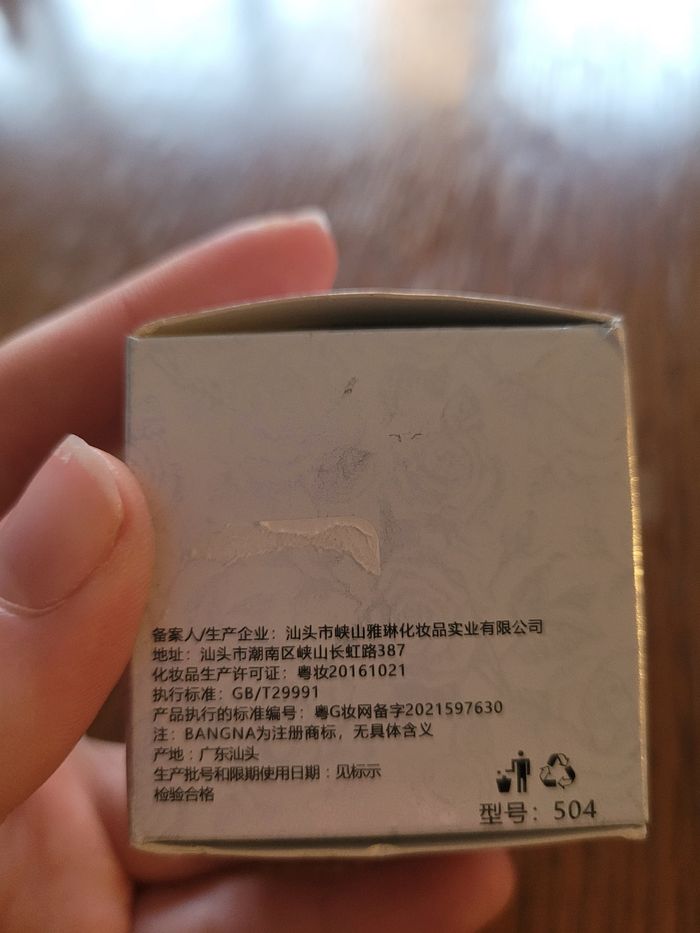 备案人/生产企业：汕头市峡山雅琳化妆品实业有限公司
地址：汕头市潮南区峡山长虹路387
化妆品生产许可证：粤妆20161021
执行标准：GB/T29991
产品执行的标准编号：粤G妆网备字2021597630
注：BANGNA为注册商标，无具体含义
产地：广东汕头
生产批号和限期使用日期：见标示
检验合格
型号：504